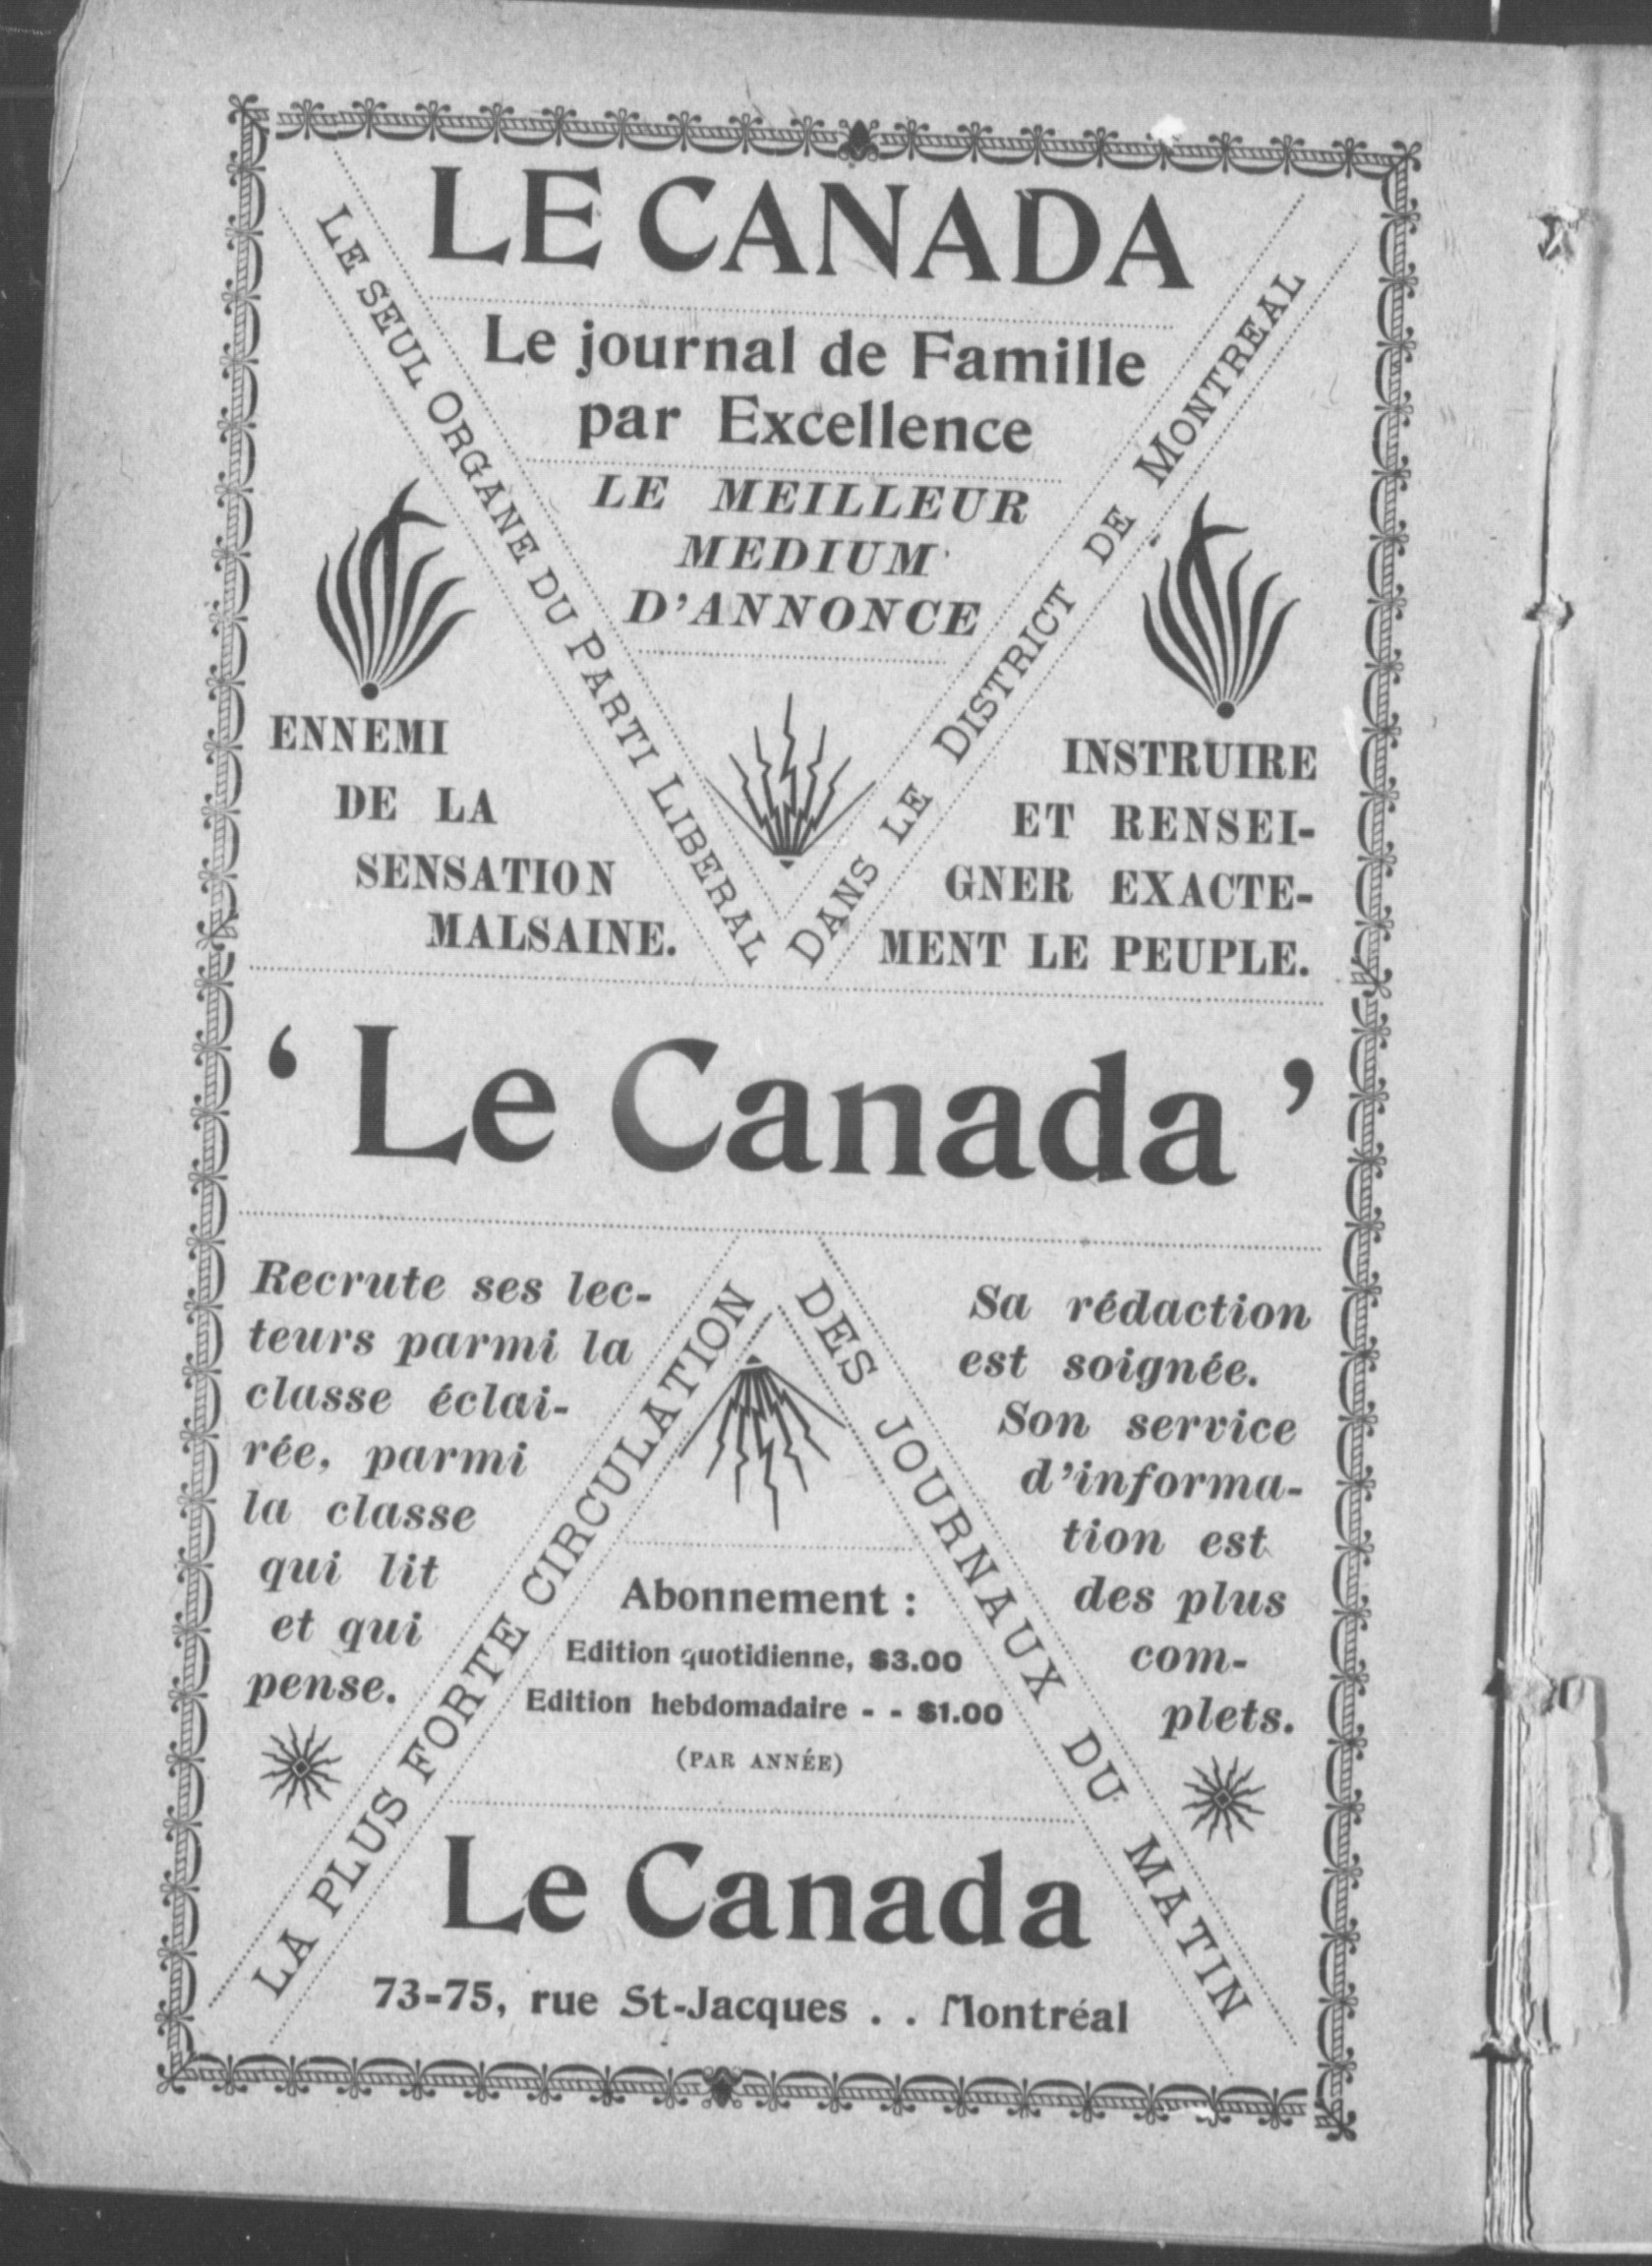 LE CANADA
Le journal de Famille
par Excellence
LE MEILLEUR
MEDIUM
D'ANNONCE
LE SEUL ORGANE DU PARTI LIBERAL
DANS LE DISTRICT DE MONTREAL
ENNEMI
DE LA
SENSATION
MALSAINE.
INSTRUIRE
ET RENSEI-
GNER EXACTE-
MENT LE PEUPLE.
‘ Le Canada ’
Recrute ses lec-
teurs parmi la
classe éclai-
rée, parmi
la classe
qui lit
et qui
pense.
LA PLUS FORTE CIRCULATION
DES JOURNAUX DU MATIN
Sa rédaction
est soignée.
Son service
d'informa-
tion est
des plus
com-
plets.
Abonnement :
Edition quotidienne, $3.00
Edition hebdomadaire - - $1.00
(PAR ANNÉE)
Le Canada
73-75, rue St-Jacques . . Montréal